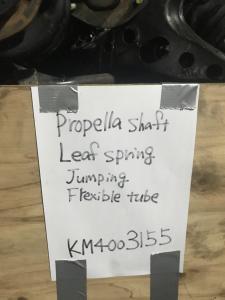 Propella shaft
Leaf spring
Jumping
Flexible tube
KM4003155